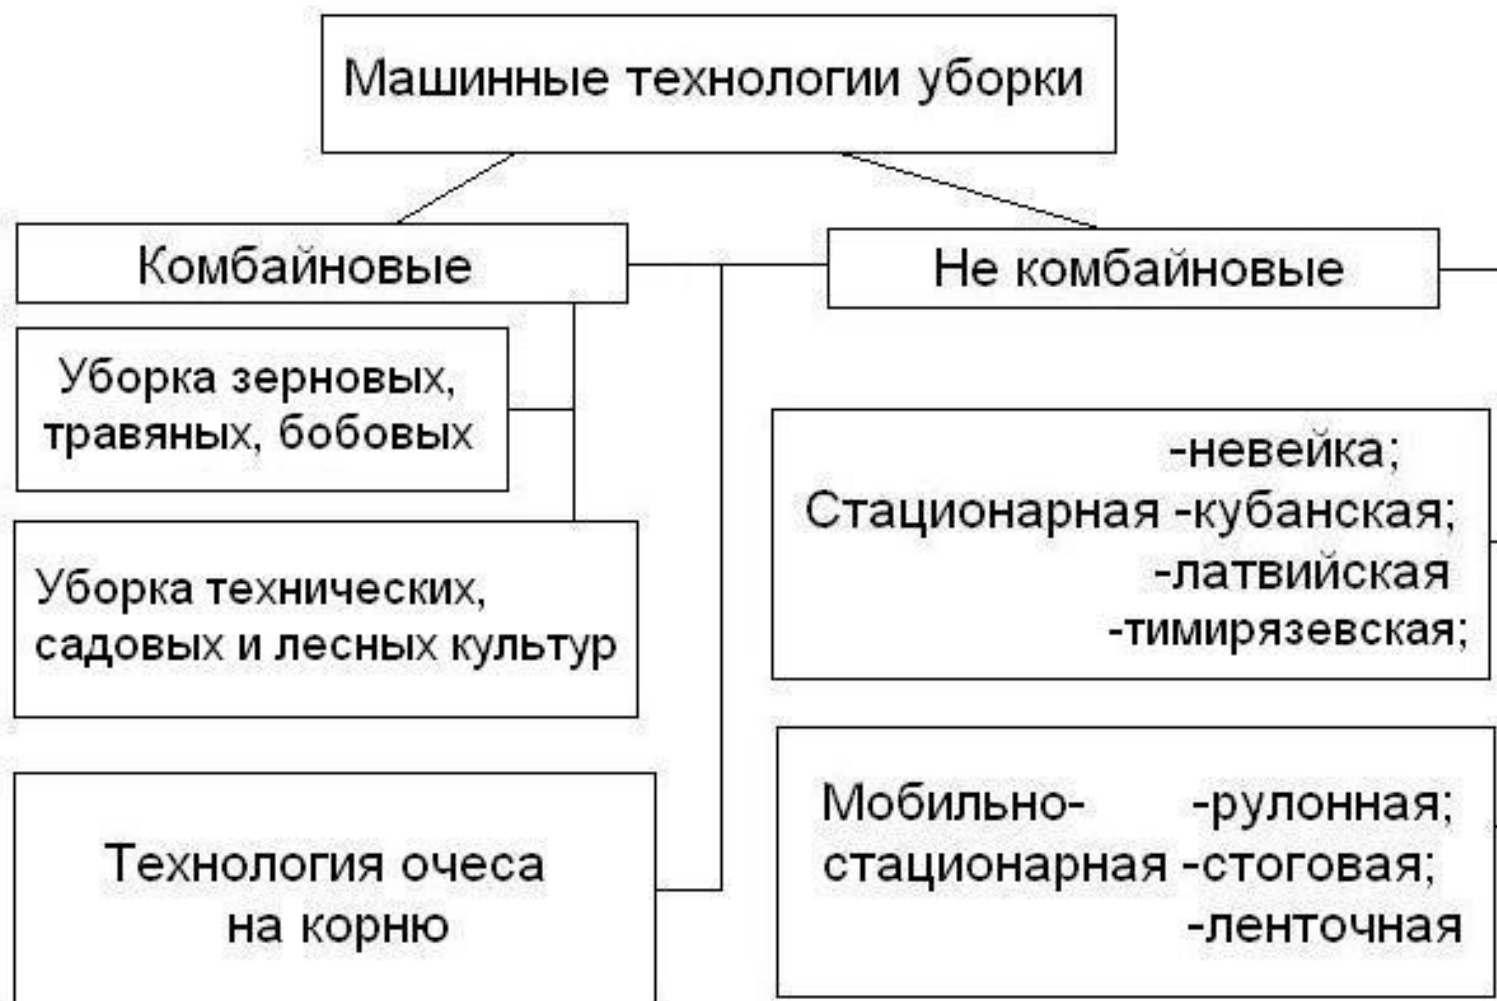 Машинные технологии уборки
Комбайновые
Не комбайновые
Уборка зерновых,
травяных, бобовых
Уборка технических,
садовых и лесных культур
Технология очеса
на корню
-невейка;
Стационарная -кубанская;
-латвийская
-тимирязевская;
Мобильно- -рулонная;
стационарная -стоговая;
-ленточная